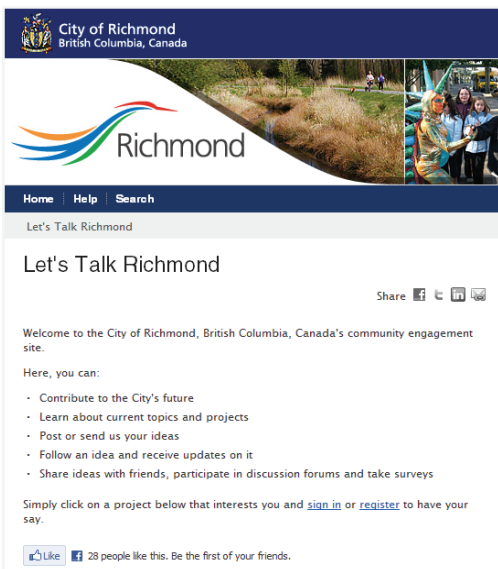 City of Richmond
British Columbia, Canada
Richmond
Home Help Search
Let's Talk Richmond
Let's Talk Richmond
Share f t in
Welcome to the City of Richmond, British Columbia, Canada's community engagement
site.
Here, you can:
· Contribute to the City's future
· Learn about current topics and projects
· Post or send us your ideas
· Follow an idea and receive updates on it
· Share ideas with friends, participate in discussion forums and take surveys
Simply click on a project below that interests you and sign in or register to have your
say.
Like f 28 people like this. Be the first of your friends.